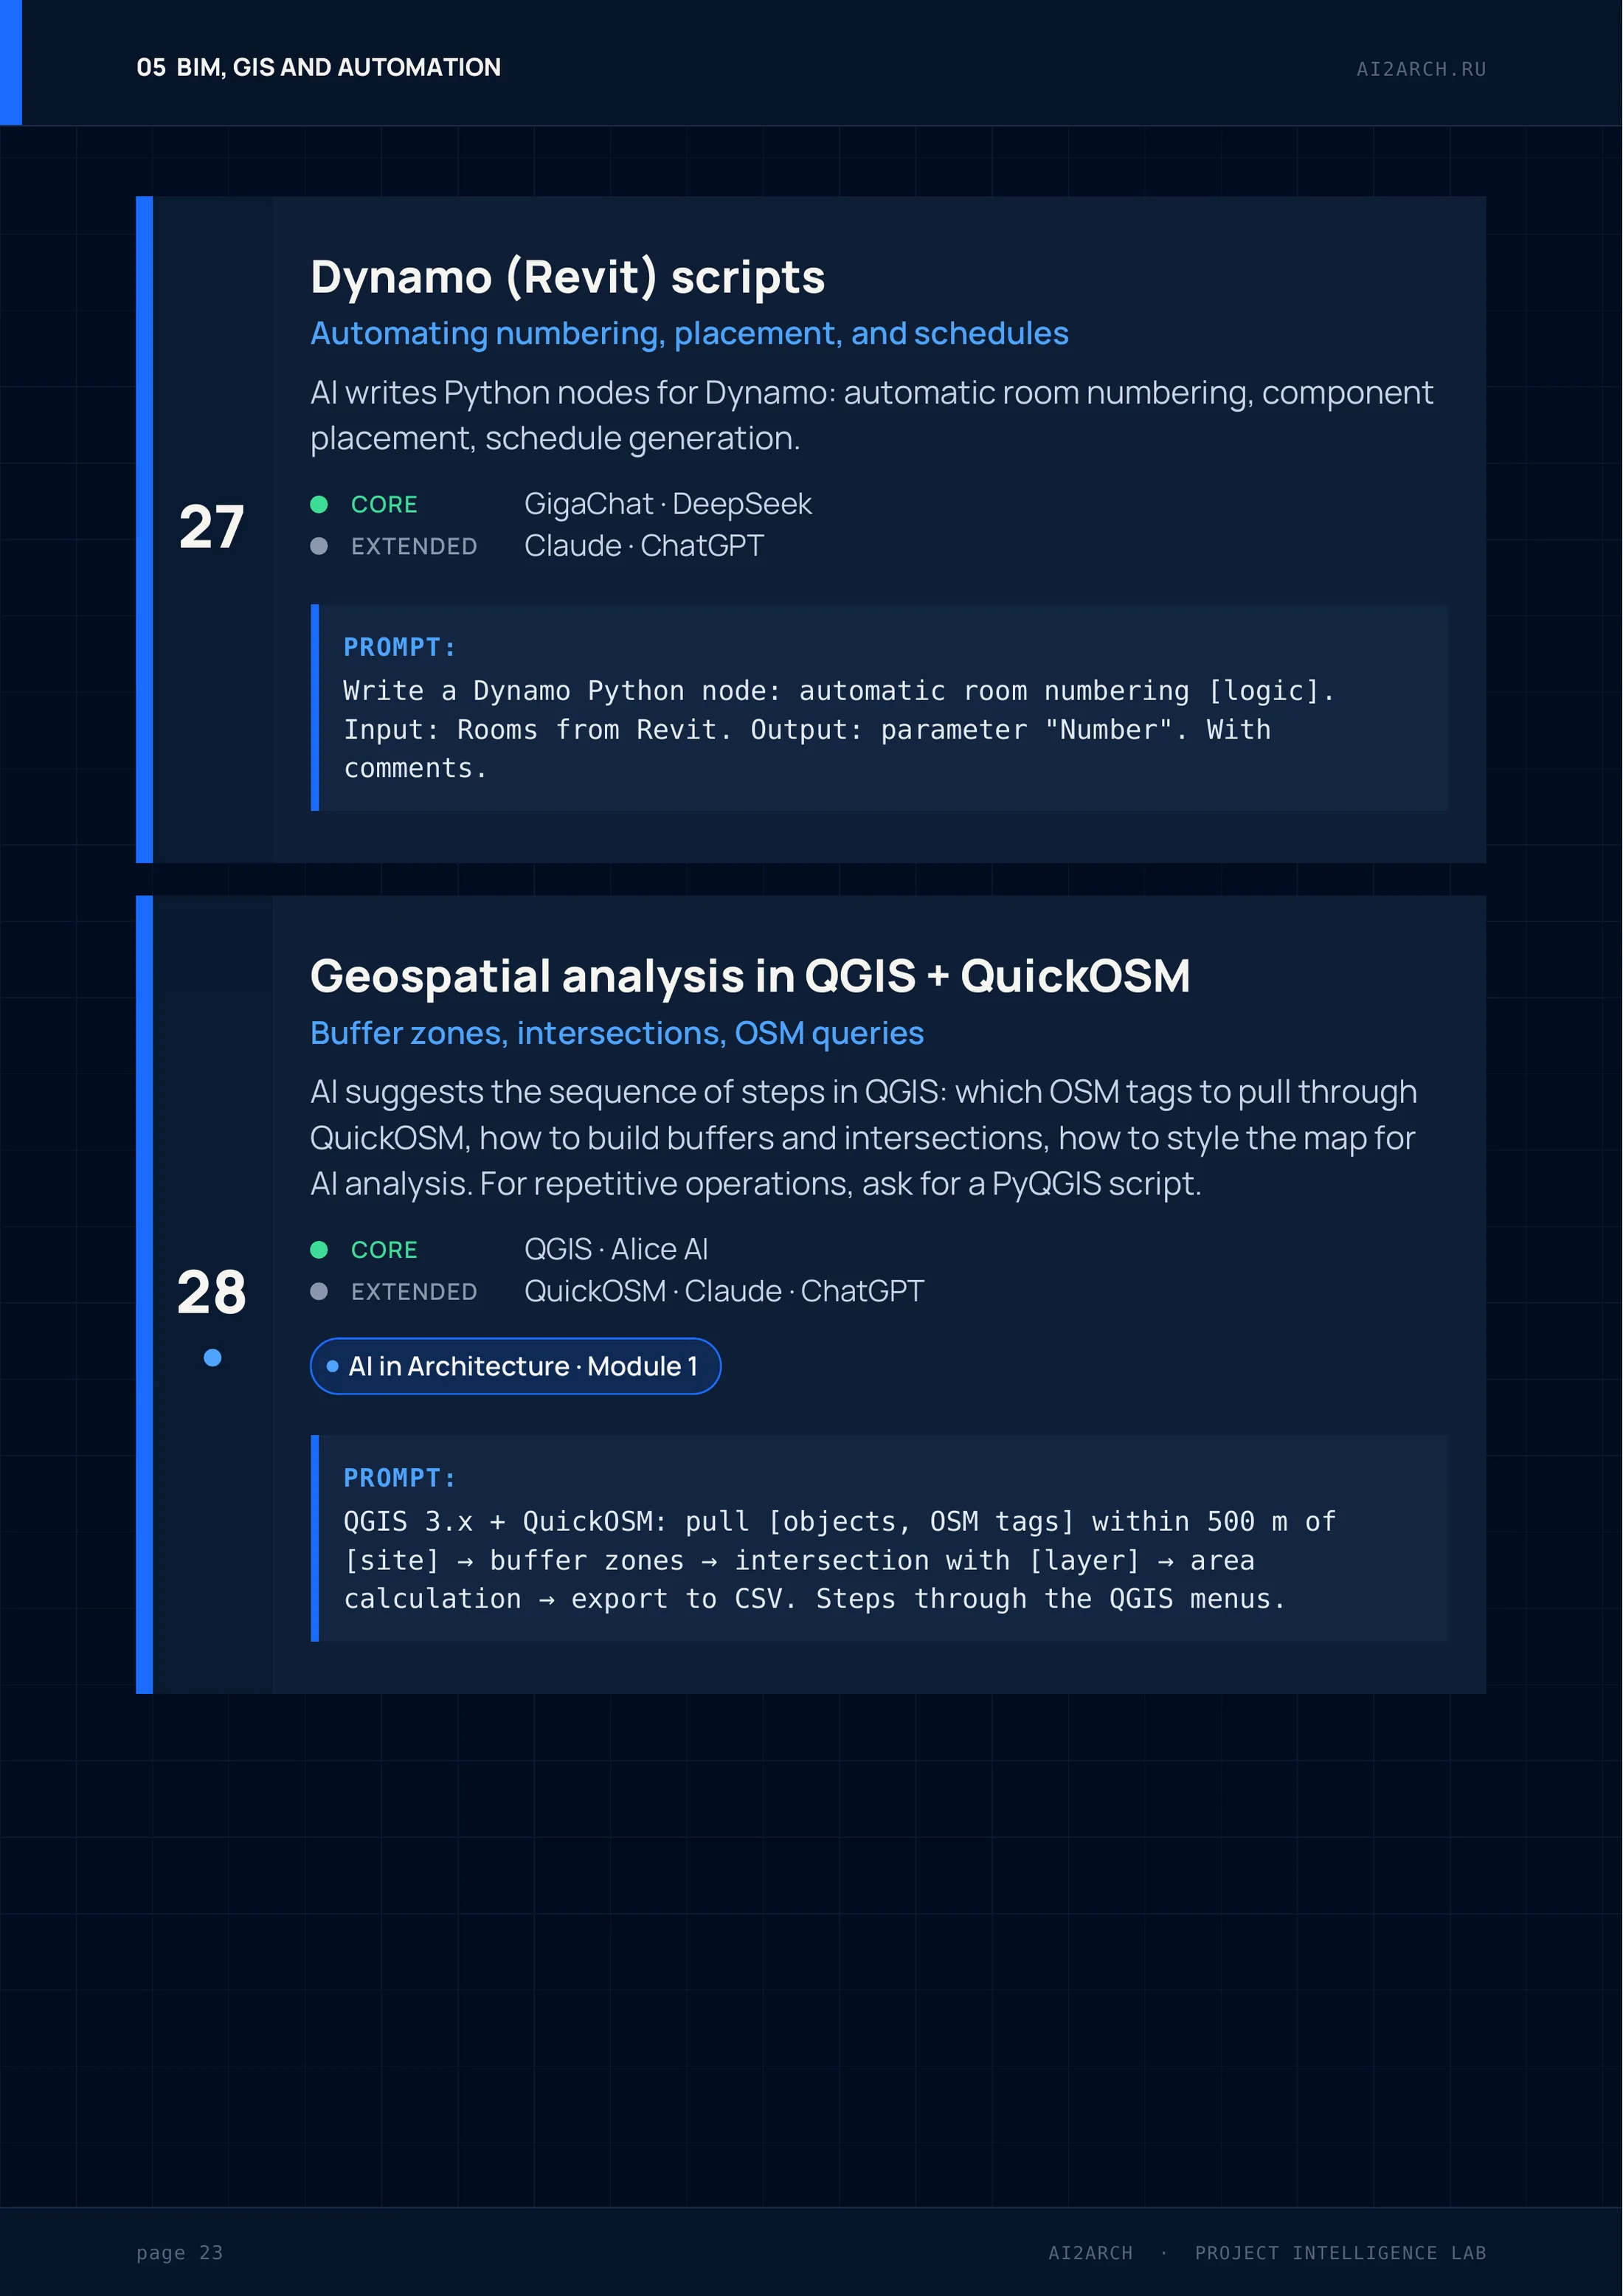 05 BIM, GIS AND AUTOMATION
AI2ARCH.RU
27
Dynamo (Revit) scripts
Automating numbering, placement, and schedules
AI writes Python nodes for Dynamo: automatic room numbering, component
placement, schedule generation.
CORE GigaChat · DeepSeek
EXTENDED Claude · ChatGPT
PROMPT:
Write a Dynamo Python node: automatic room numbering [logic].
Input: Rooms from Revit. Output: parameter "Number". With
comments.
28
Geospatial analysis in QGIS + QuickOSM
Buffer zones, intersections, OSM queries
AI suggests the sequence of steps in QGIS: which OSM tags to pull through
QuickOSM, how to build buffers and intersections, how to style the map for
AI analysis. For repetitive operations, ask for a PyQGIS script.
CORE QGIS · Alice AI
EXTENDED QuickOSM · Claude · ChatGPT
AI in Architecture · Module 1
PROMPT:
QGIS 3.x + QuickOSM: pull [objects, OSM tags] within 500 m of
[site] → buffer zones → intersection with [layer] → area
calculation → export to CSV. Steps through the QGIS menus.
page 23
AI2ARCH · PROJECT INTELLIGENCE LAB